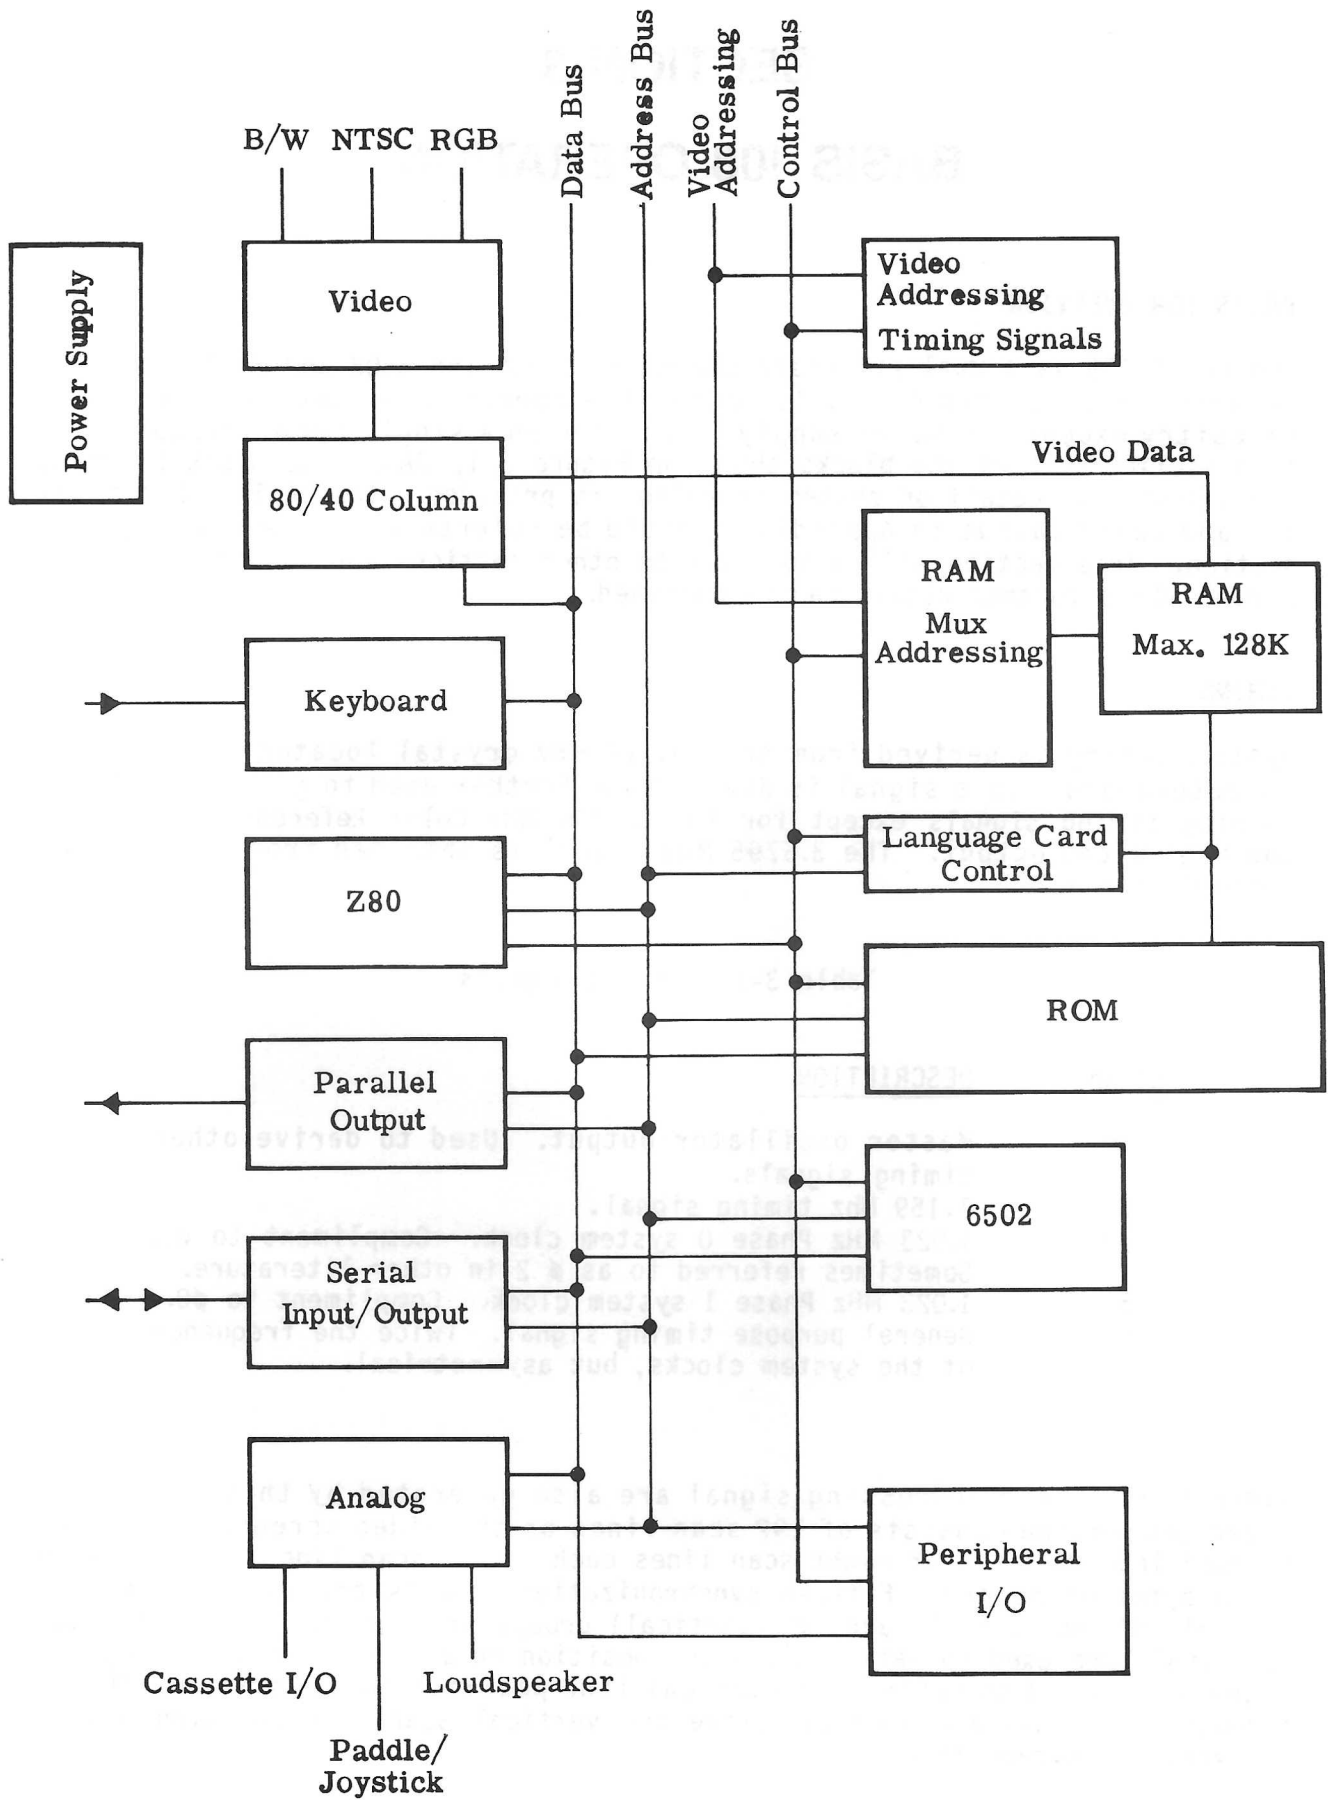 Data Bus
Address Bus
Video
Addressing
Control Bus
B/W NTSC RGB
Power Supply
Video
Video
Addressing
Timing Signals
80/40 Column
Video Data
RAM
Mux
Addressing
RAM
Max. 128K
Keyboard
Language Card
Control
Z80
ROM
Parallel
Output
6502
Serial
Input/Output
Analog
Peripheral
I/O
Cassette I/O
Loudspeaker
Paddle/
Joystick